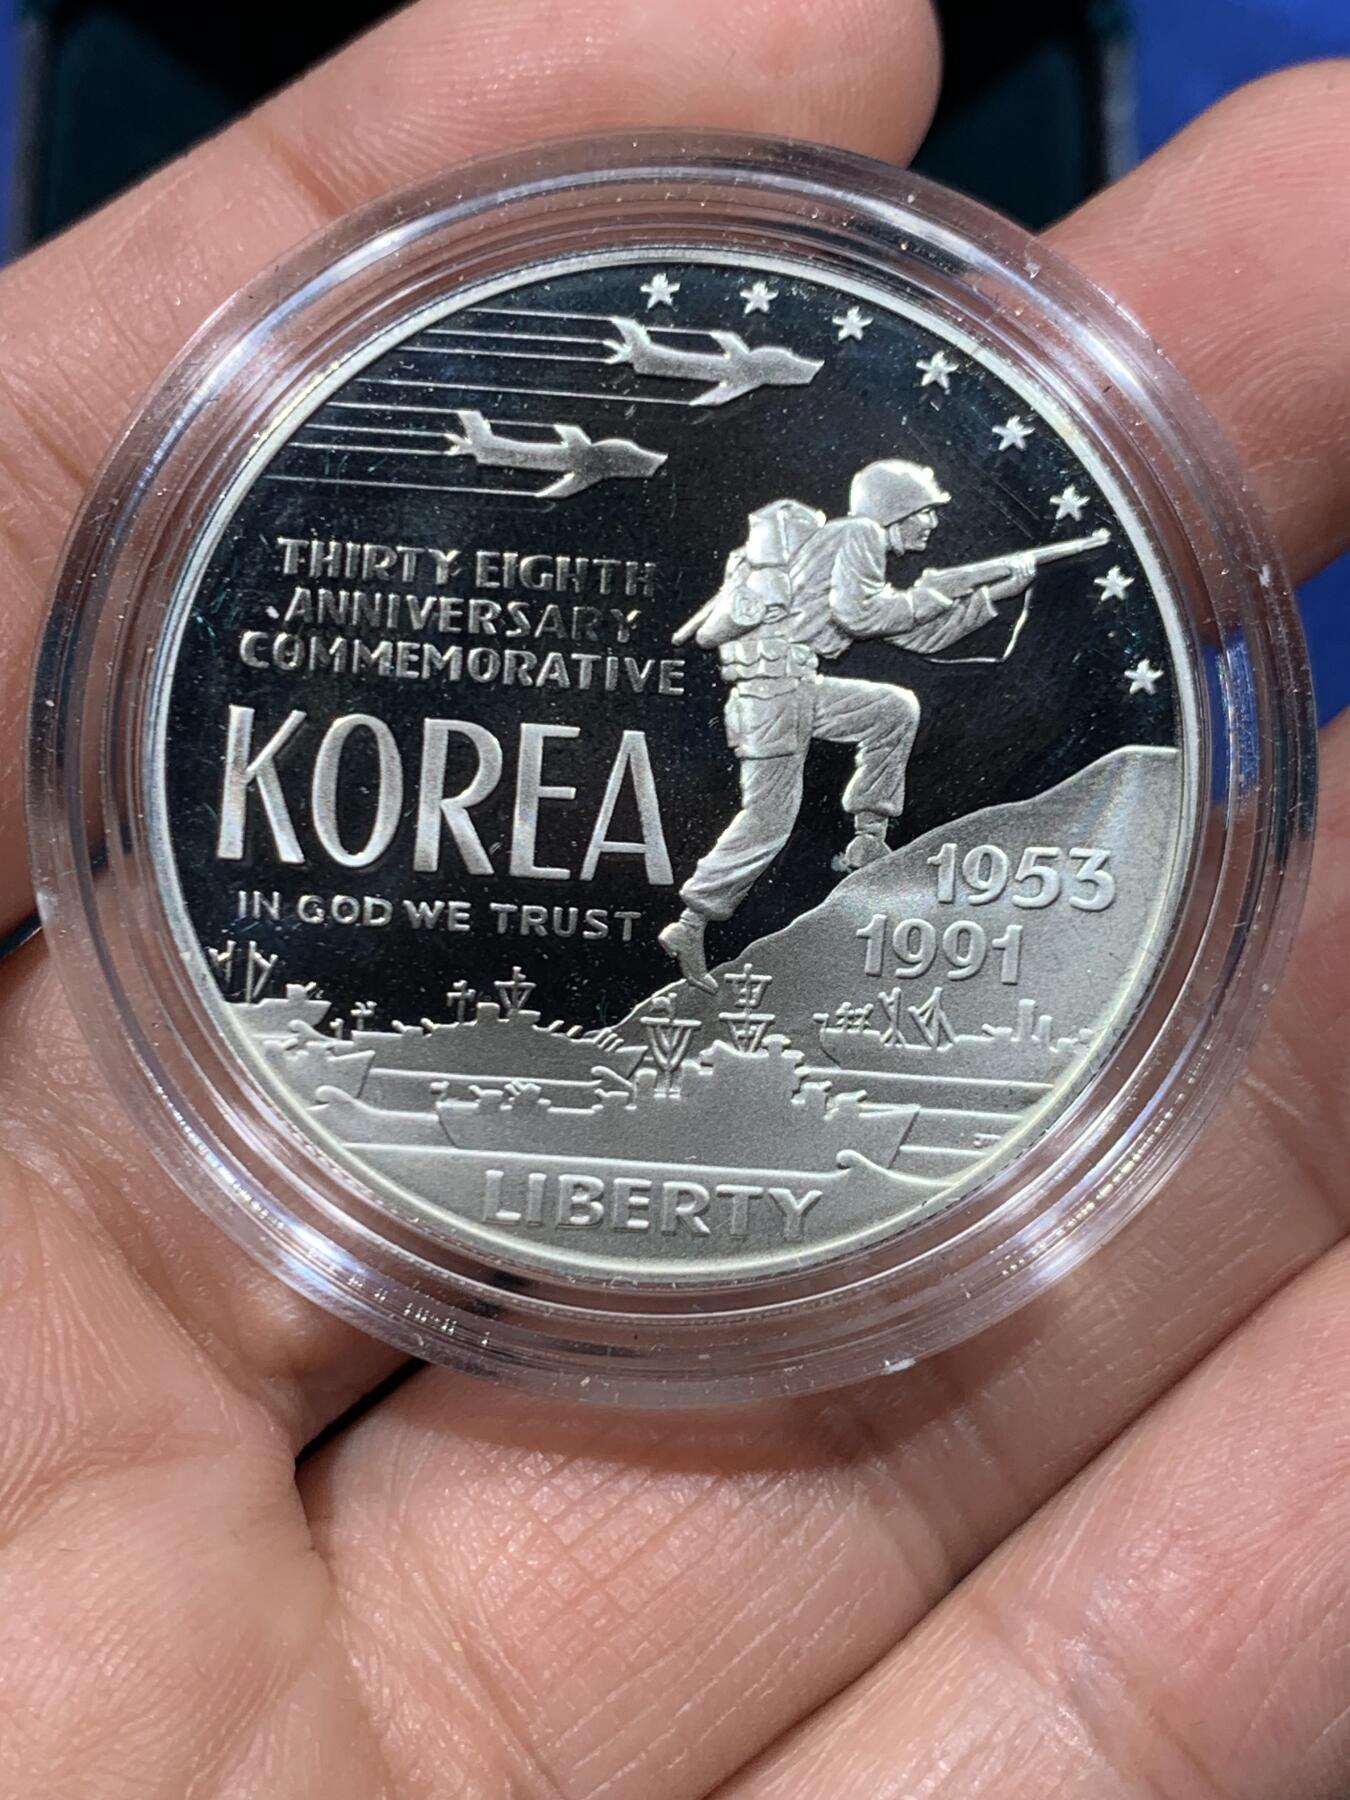 THIRTY EIGHTH
ANNIVERSARY
COMMEMORATIVE
KOREA
IN GOD WE TRUST
1953
1991
LIBERTY